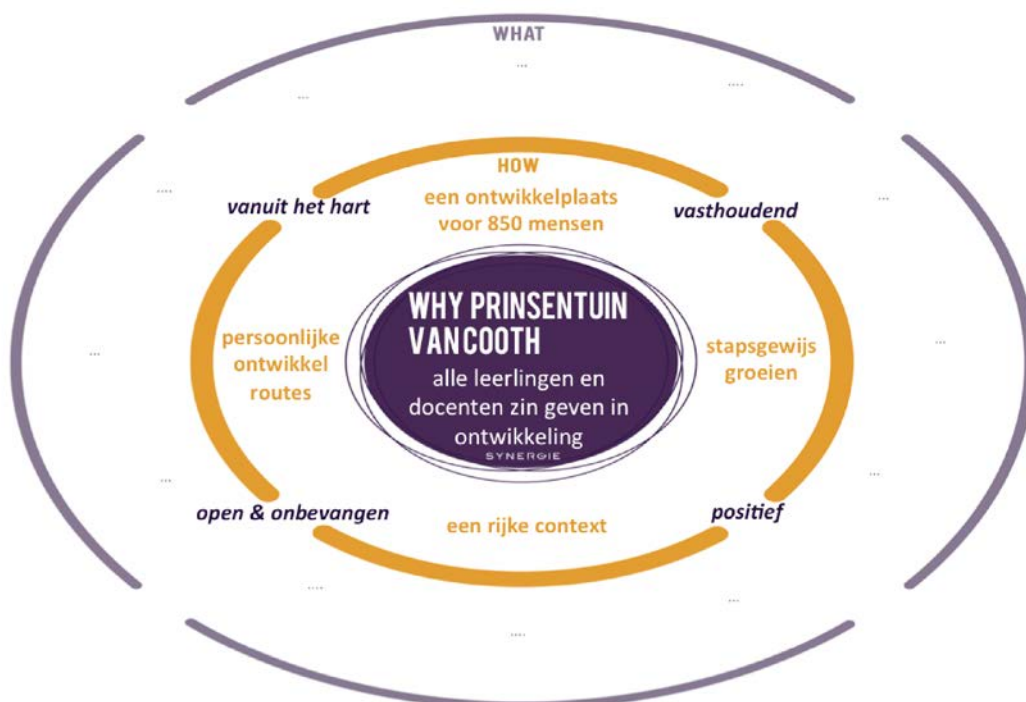 WHAT
...
...
....
HOW
een ontwikkelplaats
voor 850 mensen
....
...
vanuit het hart
vasthoudend
WHY PRINSENTUIN
VANCOOTH
alle leerlingen en
docenten zin geven in
ontwikkeling
SYNERGIE
persoonlijke
ontwikkel
routes
stapsgewijs
groeien
...
...
...
...
open & onbevangen
een rijke context
positief
....
...
....